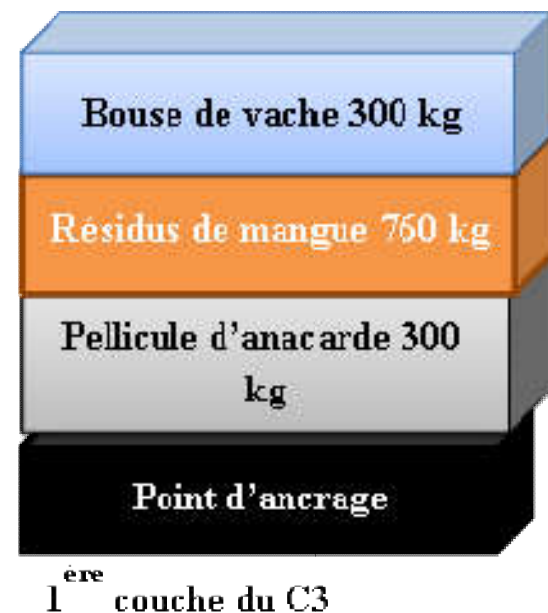 Bouse de vache 300 kg
Résidus de mangue 760 kg
Pellicule d'anacarde 300
kg
Point d'ancrage
1ère couche du C3